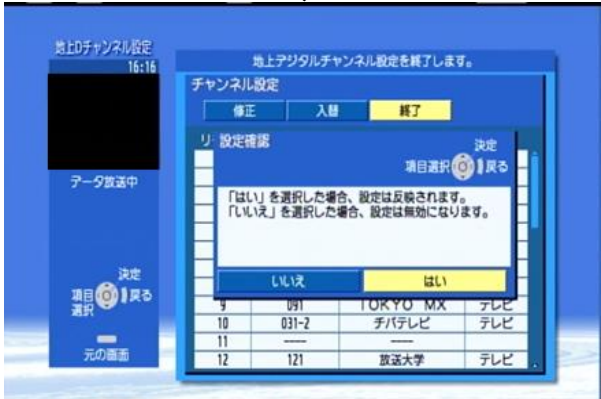 地上Dチャンネル設定
16:16
データ放送中
決定
項目選択
戻る
元の画面
地上デジタルチャンネル設定を終了します。
チャンネル設定
修正 入替 終了
リ
設定確認
決定
項目選択 戻る
「はい」を選択した場合、設定は反映されます。
「いいえ」を選択した場合、設定は無効になります。
いいえ はい
9 091 TOKYO MX テレビ
10 031-2 チバテレビ テレビ
11 ---- ----
12 121 放送大学 テレビ